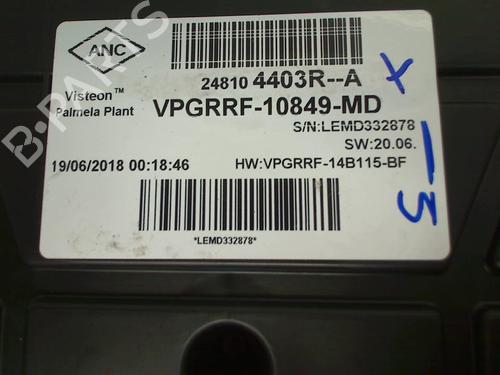 ANC
Visteon™
Palmela Plant
24810 4403R--A
VPGRRF-10849-MD
S/N:LEMD332878
SW:20.06.
19/06/2018 00:18:46
HW:VPGRRF-14B115-BF
*LEMD332878*
X
-5
B-PARTS